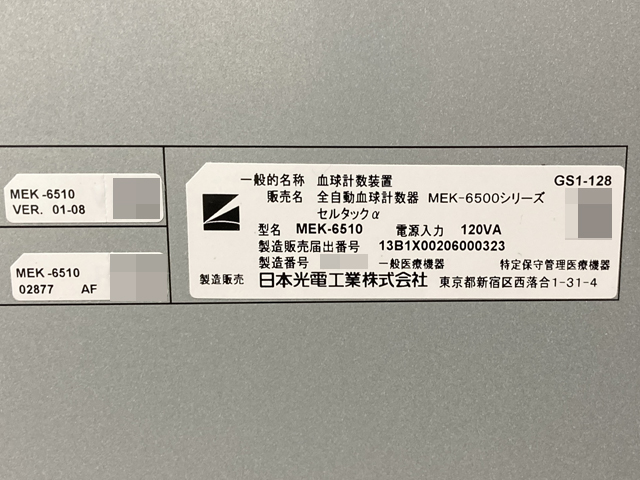 MEK-6510
VER. 01-08
MEK-6510
02877 AF
一般的名称 血球計数装置 GS1-128
販売名 全自動血球計数器 MEK-6500シリーズ
セルタックα
型名 MEK-6510 電源入力 120VA
製造販売届出番号 13B1X00206000323
製造番号 一般医療機器 特定保守管理医療機器
製造販売 日本光電工業株式会社 東京都新宿区西落合1-31-4